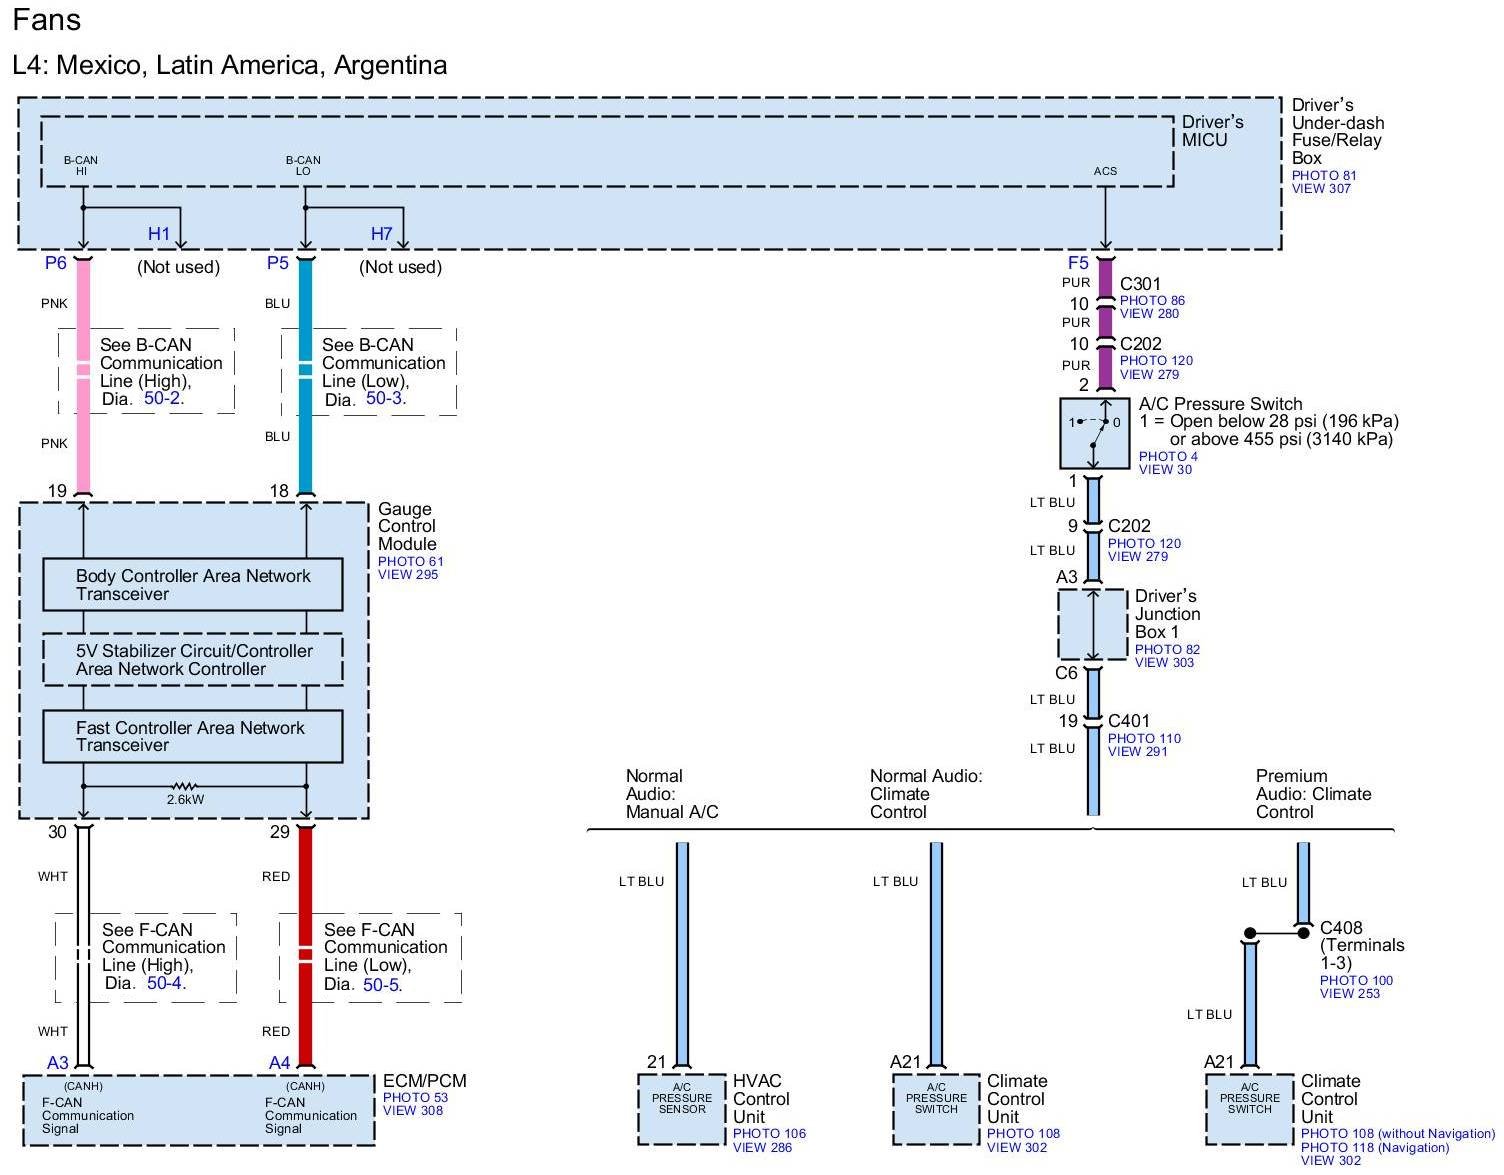 Fans
L4: Mexico, Latin America, Argentina
Driver's
Under-dash
Fuse/Relay
Box
PHOTO 81
VIEW 307
Driver's
MICU
B-CAN
HI
B-CAN
LO
ACS
H1
H7
P6
(Not used)
P5
(Not used)
F5
PNK
BLU
PUR
C301
PHOTO 86
VIEW 280
10
PUR
10
C202
PHOTO 120
VIEW 279
PUR
2
See B-CAN
Communication
Line (High),
Dia. 50-2.
See B-CAN
Communication
Line (Low),
Dia. 50-3.
A/C Pressure Switch
1 = Open below 28 psi (196 kPa)
or above 455 psi (3140 kPa)
PHOTO 4
VIEW 30
1
0
PNK
BLU
19
18
1
LT BLU
9
C202
PHOTO 120
VIEW 279
LT BLU
A3
Gauge
Control
Module
PHOTO 61
VIEW 295
Body Controller Area Network
Transceiver
5V Stabilizer Circuit/Controller
Area Network Controller
Fast Controller Area Network
Transceiver
2.6kW
Driver's
Junction
Box 1
PHOTO 82
VIEW 303
C6
LT BLU
19
C401
PHOTO 110
VIEW 291
LT BLU
Normal
Audio:
Manual A/C
Normal Audio:
Climate
Control
Premium
Audio: Climate
Control
30
29
WHT
RED
LT BLU
LT BLU
LT BLU
See F-CAN
Communication
Line (High),
Dia. 50-4.
See F-CAN
Communication
Line (Low),
Dia. 50-5.
C408
(Terminals
1-3)
PHOTO 100
VIEW 253
LT BLU
WHT
RED
A3
A4
21
A21
A21
(CANH)
F-CAN
Communication
Signal
(CANH)
F-CAN
Communication
Signal
ECM/PCM
PHOTO 53
VIEW 308
A/C
PRESSURE
SENSOR
HVAC
Control
Unit
PHOTO 106
VIEW 286
A/C
PRESSURE
SWITCH
Climate
Control
Unit
PHOTO 108
VIEW 302
A/C
PRESSURE
SWITCH
Climate
Control
Unit
PHOTO 108 (without Navigation)
PHOTO 118 (Navigation)
VIEW 302